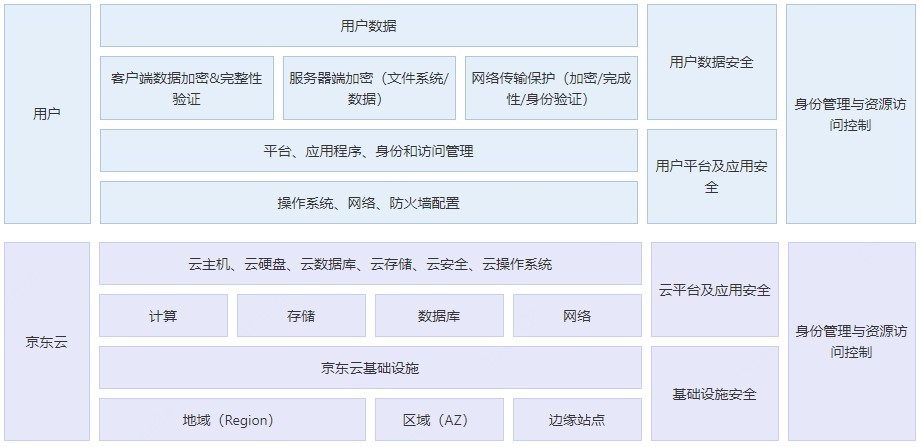 用户
用户数据
客户端数据加密&完整性
验证
服务器端加密（文件系统/
数据）
网络传输保护（加密/完成
性/身份验证）
平台、应用程序、身份和访问管理
操作系统、网络、防火墙配置
用户数据安全
用户平台及应用安
全
身份管理与资源访
问控制
京东云
云主机、云硬盘、云数据库、云存储、云安全、云操作系统
计算
存储
数据库
网络
京东云基础设施
地域（Region）
区域（AZ）
边缘站点
云平台及应用安全
基础设施安全
身份管理与资源访
问控制